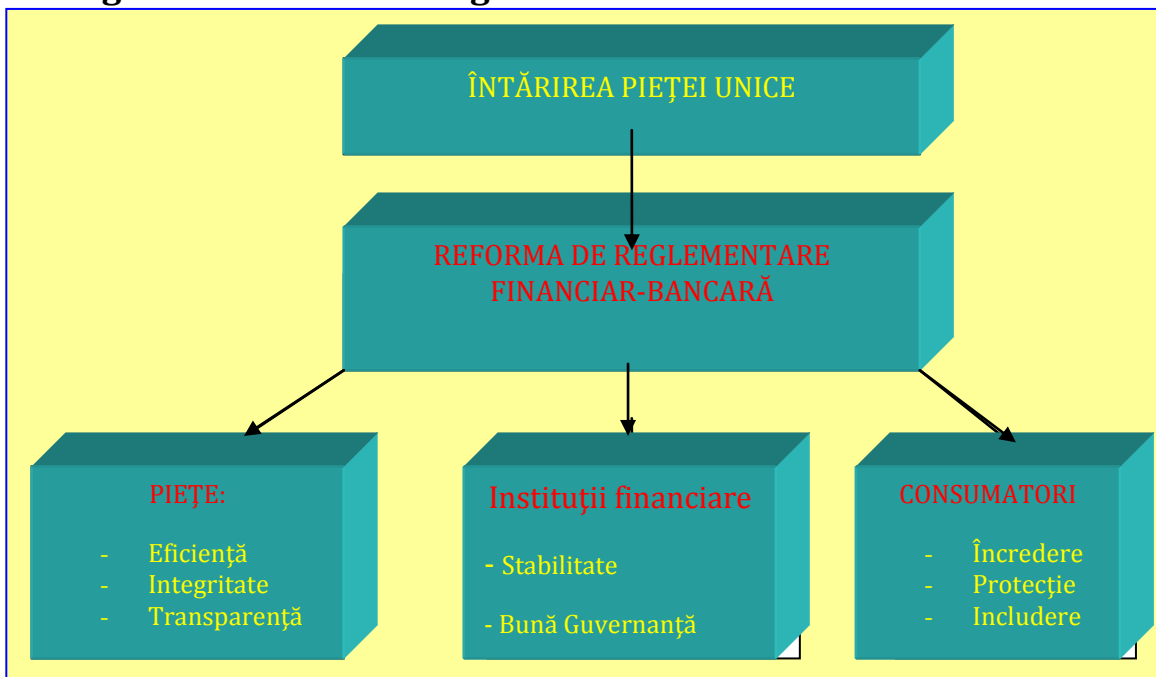 ÎNTĂRIREA PIEŢEI UNICE
REFORMA DE REGLEMENTARE
FINANCIAR-BANCARĂ
PIEŢE:
- Eficienţă
- Integritate
- Transparenţă
Instituţii financiare
- Stabilitate
- Bună Guvernanţă
CONSUMATORI
- Încredere
- Protecţie
- Includere